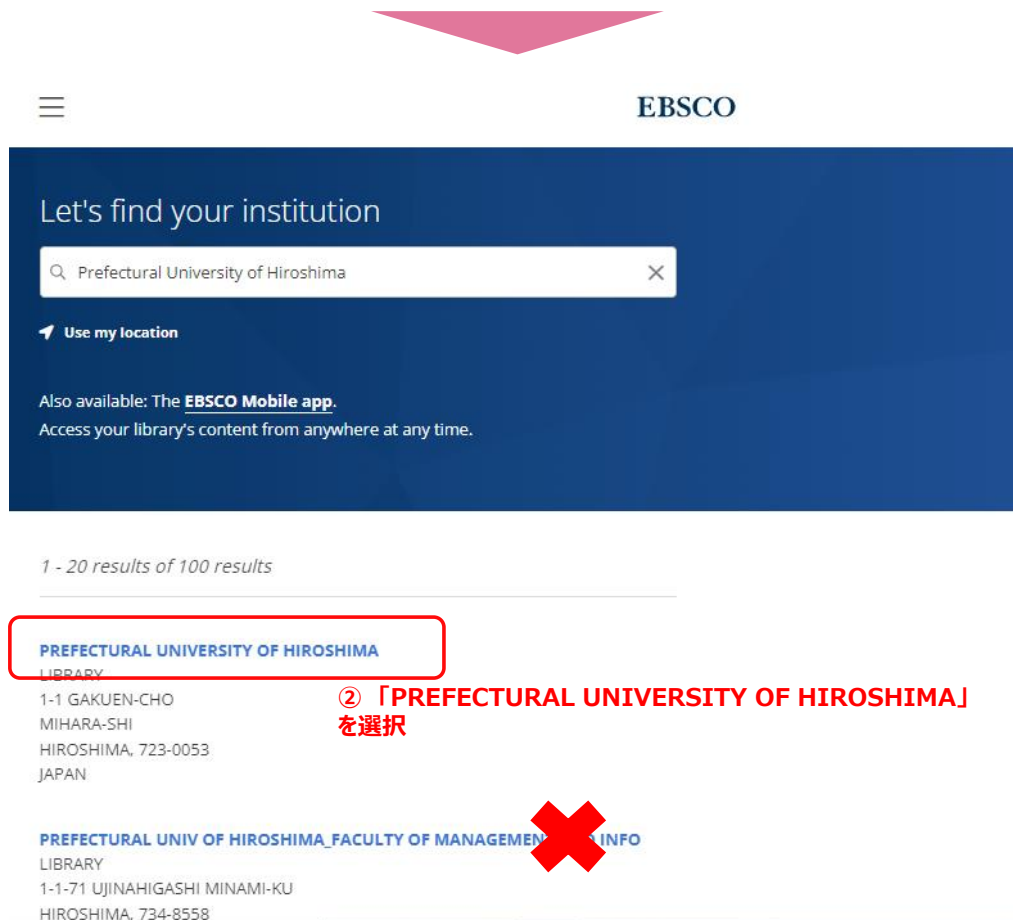 EBSCO
Let's find your institution
Prefectural University of Hiroshima
Use my location
Also available: The EBSCO Mobile app.
Access your library's content from anywhere at any time.
1 - 20 results of 100 results
PREFECTURAL UNIVERSITY OF HIROSHIMA
LIBRARY
1-1 GAKUEN-CHO
MIHARA-SHI
HIROSHIMA, 723-0053
JAPAN
②「PREFECTURAL UNIVERSITY OF HIROSHIMA」
を選択
PREFECTURAL UNIV OF HIROSHIMA_FACULTY OF MANAGEMEN INFO
LIBRARY
1-1-71 UJINAHIGASHI MINAMI-KU
HIROSHIMA, 734-8558